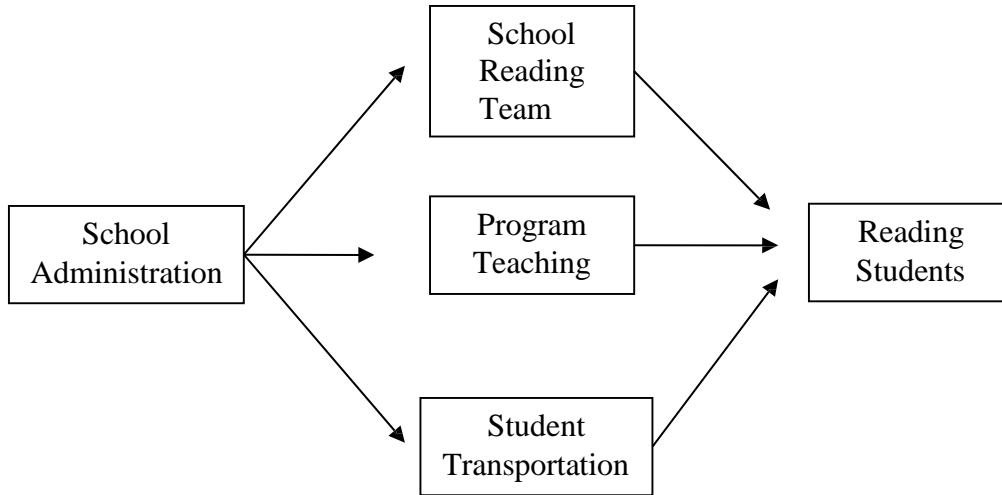 School
Reading
Team
School
Administration
Program
Teaching
Reading
Students
Student
Transportation